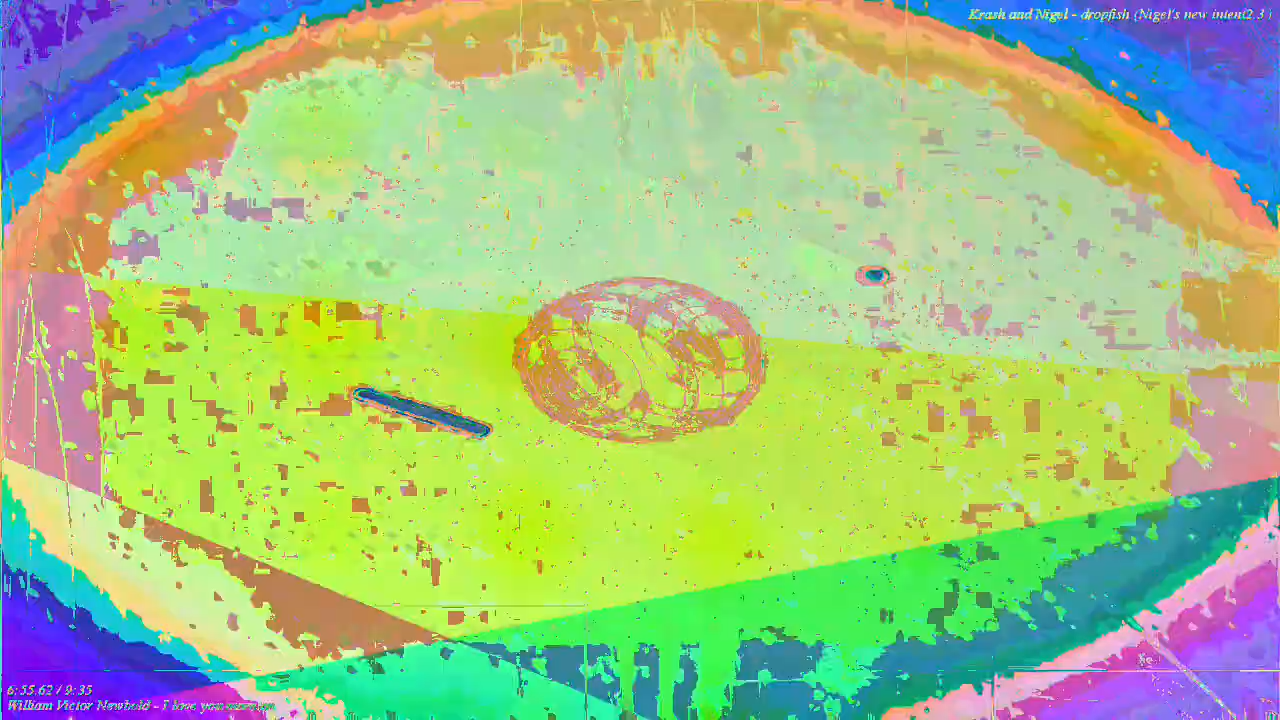 Krash and Nigel - dropfish (Nigel's new intent2.3 )
6:55.62 / 9:35
William Victor Newbold - I love you